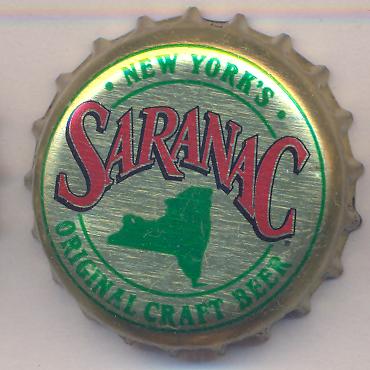 • NEW YORK'S •
SARANAC
ORIGINAL CRAFT BEER